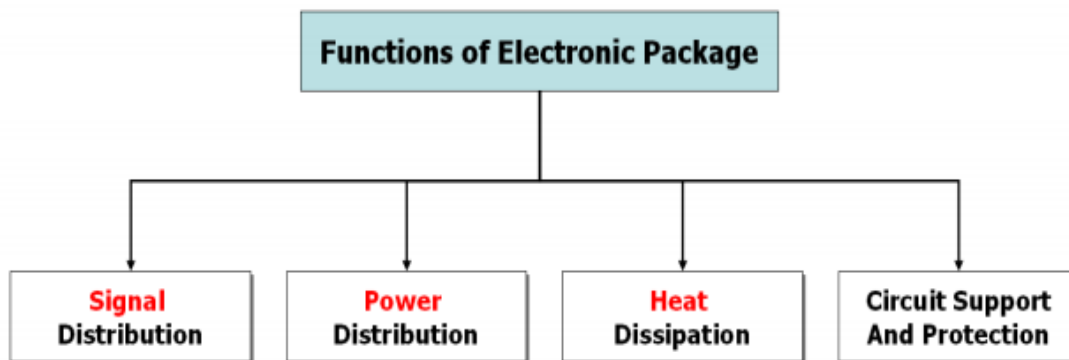 Functions of Electronic Package
Signal
Distribution
Power
Distribution
Heat
Dissipation
Circuit Support
And Protection